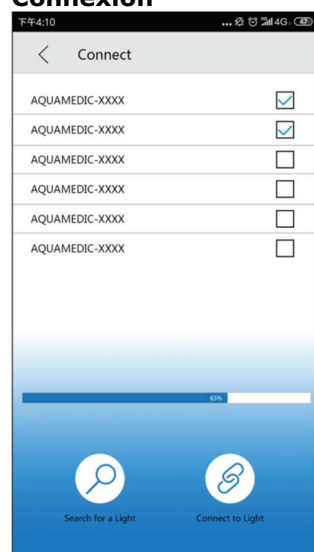 Connexion
下午4:10 ... 4G 47
Connect
AQUAMEDIC-XXXX
AQUAMEDIC-XXXX
AQUAMEDIC-XXXX
AQUAMEDIC-XXXX
AQUAMEDIC-XXXX
AQUAMEDIC-XXXX
65%
Search for a Light
Connect to Light